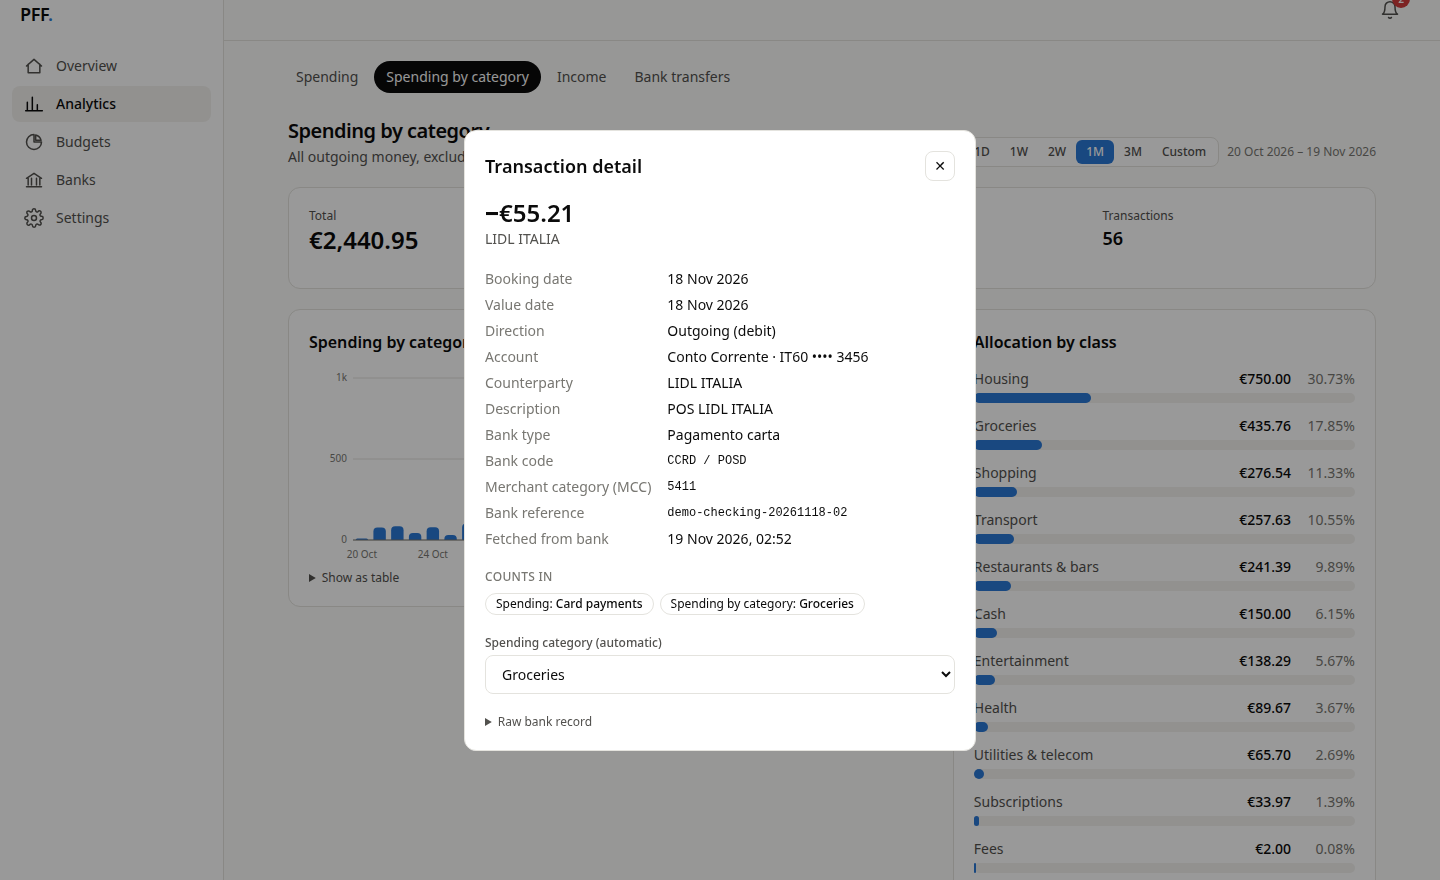 PFF.
2
Overview
Analytics
Budgets
Banks
Settings
Spending
Spending by category
Income
Bank transfers
Spending by category
All outgoing money, exclud
1D
1W
2W
1M
3M
Custom
20 Oct 2026 – 19 Nov 2026
Total
€2,440.95
Transactions
56
Spending by categor
1k
500
0
20 Oct
24 Oct
Show as table
Transaction detail
×
−€55.21
LIDL ITALIA
Booking date 18 Nov 2026
Value date 18 Nov 2026
Direction Outgoing (debit)
Account Conto Corrente · IT60 •••• 3456
Counterparty LIDL ITALIA
Description POS LIDL ITALIA
Bank type Pagamento carta
Bank code CCRD / POSD
Merchant category (MCC) 5411
Bank reference demo-checking-20261118-02
Fetched from bank 19 Nov 2026, 02:52
COUNTS IN
Spending: Card payments
Spending by category: Groceries
Spending category (automatic)
Groceries
Raw bank record
Allocation by class
Housing €750.00 30.73%
Groceries €435.76 17.85%
Shopping €276.54 11.33%
Transport €257.63 10.55%
Restaurants & bars €241.39 9.89%
Cash €150.00 6.15%
Entertainment €138.29 5.67%
Health €89.67 3.67%
Utilities & telecom €65.70 2.69%
Subscriptions €33.97 1.39%
Fees €2.00 0.08%